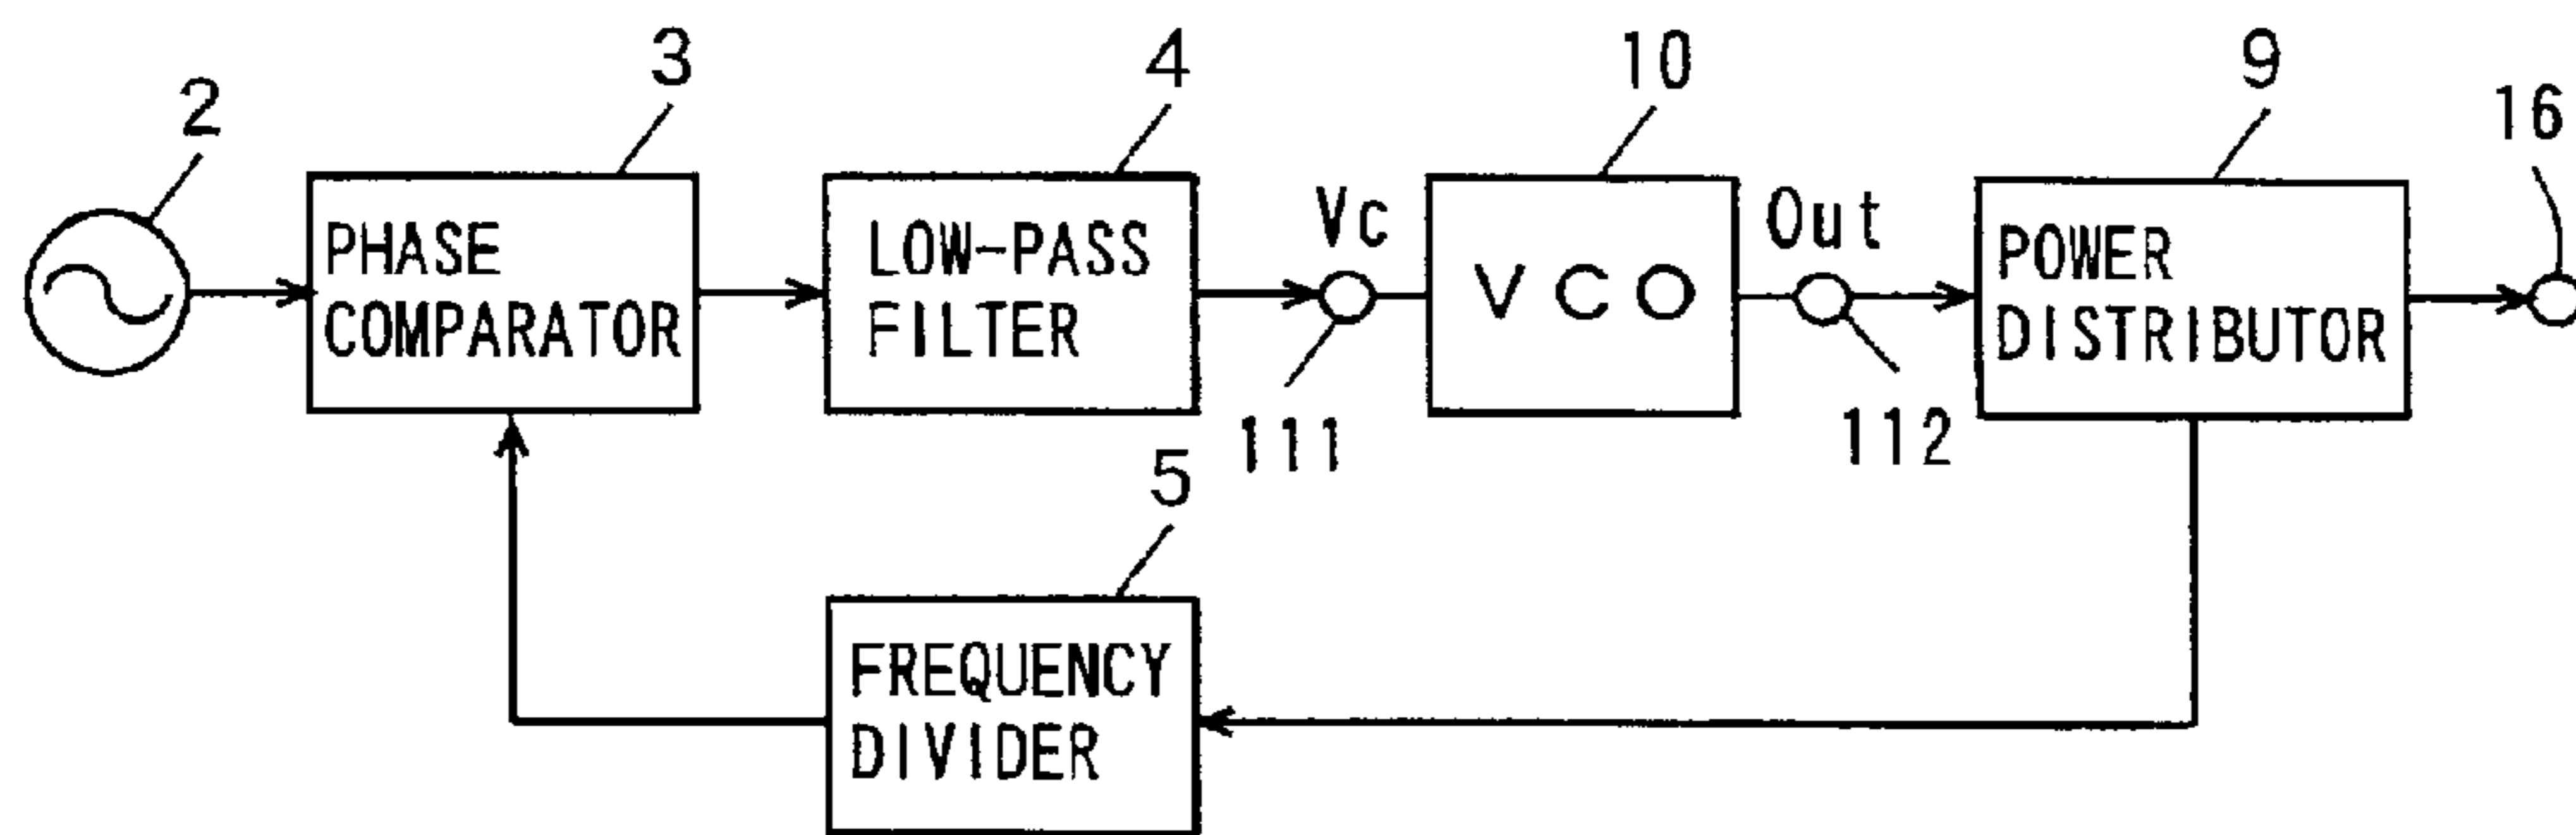 2
3
4
10
9
16
PHASE
COMPARATOR
LOW-PASS
FILTER
Vc
VCO
Out
POWER
DISTRIBUTOR
111
112
5
FREQUENCY
DIVIDER